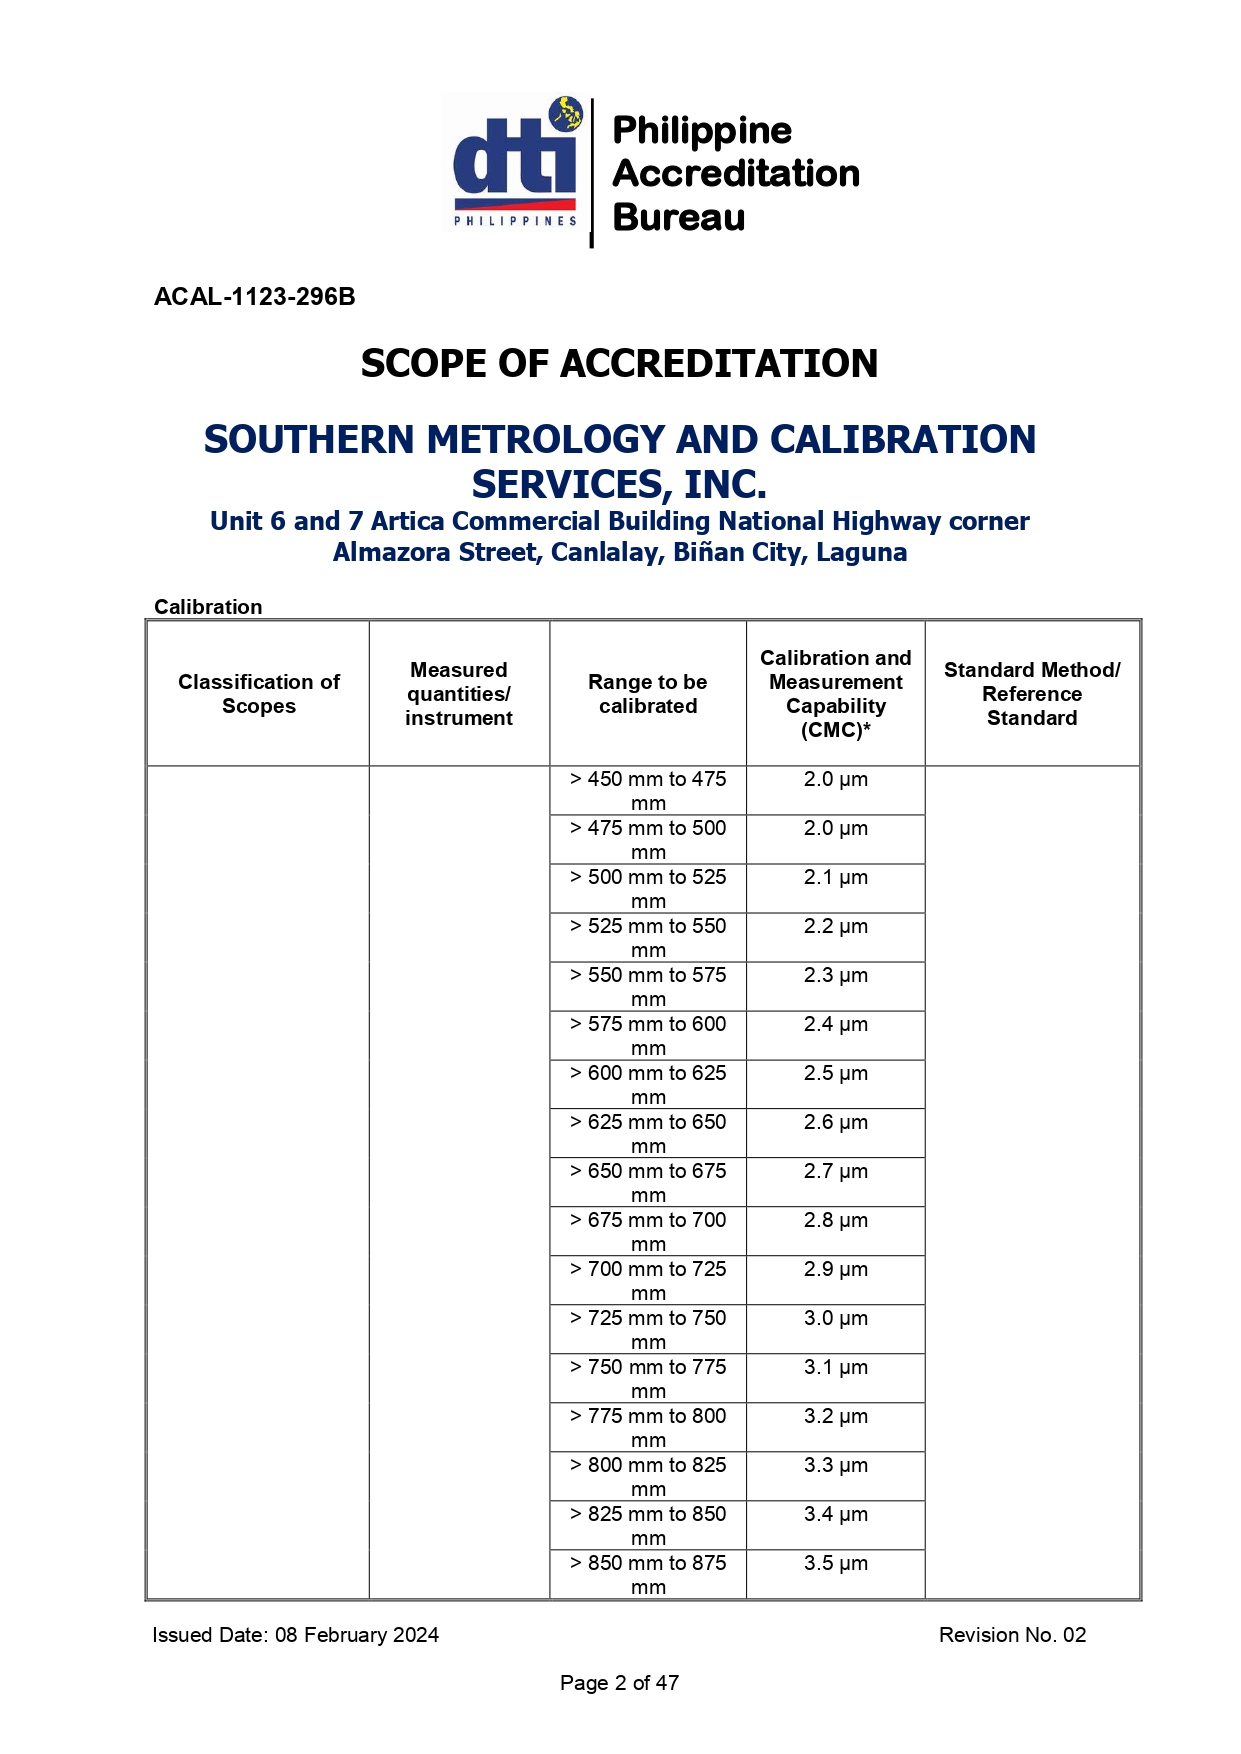 dti
PHILIPPINES
Philippine
Accreditation
Bureau
ACAL-1123-296B
SCOPE OF ACCREDITATION
SOUTHERN METROLOGY AND CALIBRATION
SERVICES, INC.
Unit 6 and 7 Artica Commercial Building National Highway corner
Almazora Street, Canlalay, Biñan City, Laguna
Calibration
Classification of
Scopes
Measured
quantities/
instrument
Range to be
calibrated
Calibration and
Measurement
Capability
(CMC)*
Standard Method/
Reference
Standard
> 450 mm to 475
mm
2.0 µm
> 475 mm to 500
mm
2.0 µm
> 500 mm to 525
mm
2.1 µm
> 525 mm to 550
mm
2.2 µm
> 550 mm to 575
mm
2.3 µm
> 575 mm to 600
mm
2.4 µm
> 600 mm to 625
mm
2.5 µm
> 625 mm to 650
mm
2.6 µm
> 650 mm to 675
mm
2.7 µm
> 675 mm to 700
mm
2.8 µm
> 700 mm to 725
mm
2.9 µm
> 725 mm to 750
mm
3.0 µm
> 750 mm to 775
mm
3.1 µm
> 775 mm to 800
mm
3.2 µm
> 800 mm to 825
mm
3.3 µm
> 825 mm to 850
mm
3.4 µm
> 850 mm to 875
mm
3.5 µm
Issued Date: 08 February 2024
Revision No. 02
Page 2 of 47